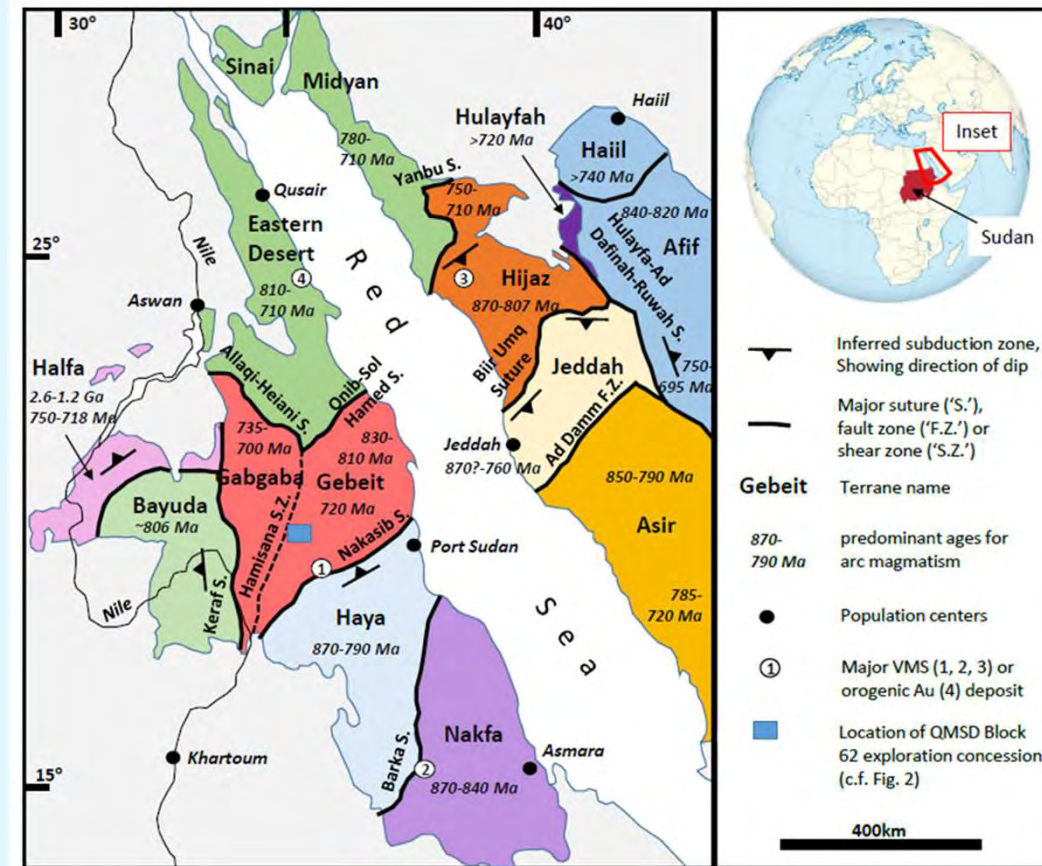 30°
40°
Sinai
Midyan
Haiil
Hulayfah
>720 Ma
Haiil
>740 Ma
780-
710 Ma
Yanbu S.
750-
710 Ma
Qusair
840-820 Ma
Afif
Hulayfa-Ad
Dafinah-Ruwah S.
Nile
Eastern
Desert
25°
4
3
Hijaz
870-807 Ma
810-
710 Ma
Aswan
Red Sea
Allaqi-Heiani S.
Onib-Sol
Hamed S.
Biir Umq
Suture
Jeddah
750-
695 Ma
Halfa
2.6-1.2 Ga
750-718 Ma
735-
700 Ma
830-
810 Ma
Jeddah
870?-760 Ma
Ad Damm F.Z.
Gabgaba
Gebeit
720 Ma
850-790 Ma
Bayuda
~806 Ma
Asir
Hamisana S.Z.
Nakasib S.
Port Sudan
1
Nile
Keraf S.
Haya
870-790 Ma
785-
720 Ma
Barka S.
Nakfa
Khartoum
Asmara
2
870-840 Ma
15°
Inset
Sudan
Inferred subduction zone,
Showing direction of dip
Major suture ('S.'),
fault zone ('F.Z.') or
shear zone ('S.Z.')
Gebeit Terrane name
870- predominant ages for
790 Ma arc magmatism
Population centers
1 Major VMS (1, 2, 3) or
orogenic Au (4) deposit
Location of QMSD Block
62 exploration concession
(c.f. Fig. 2)
400km